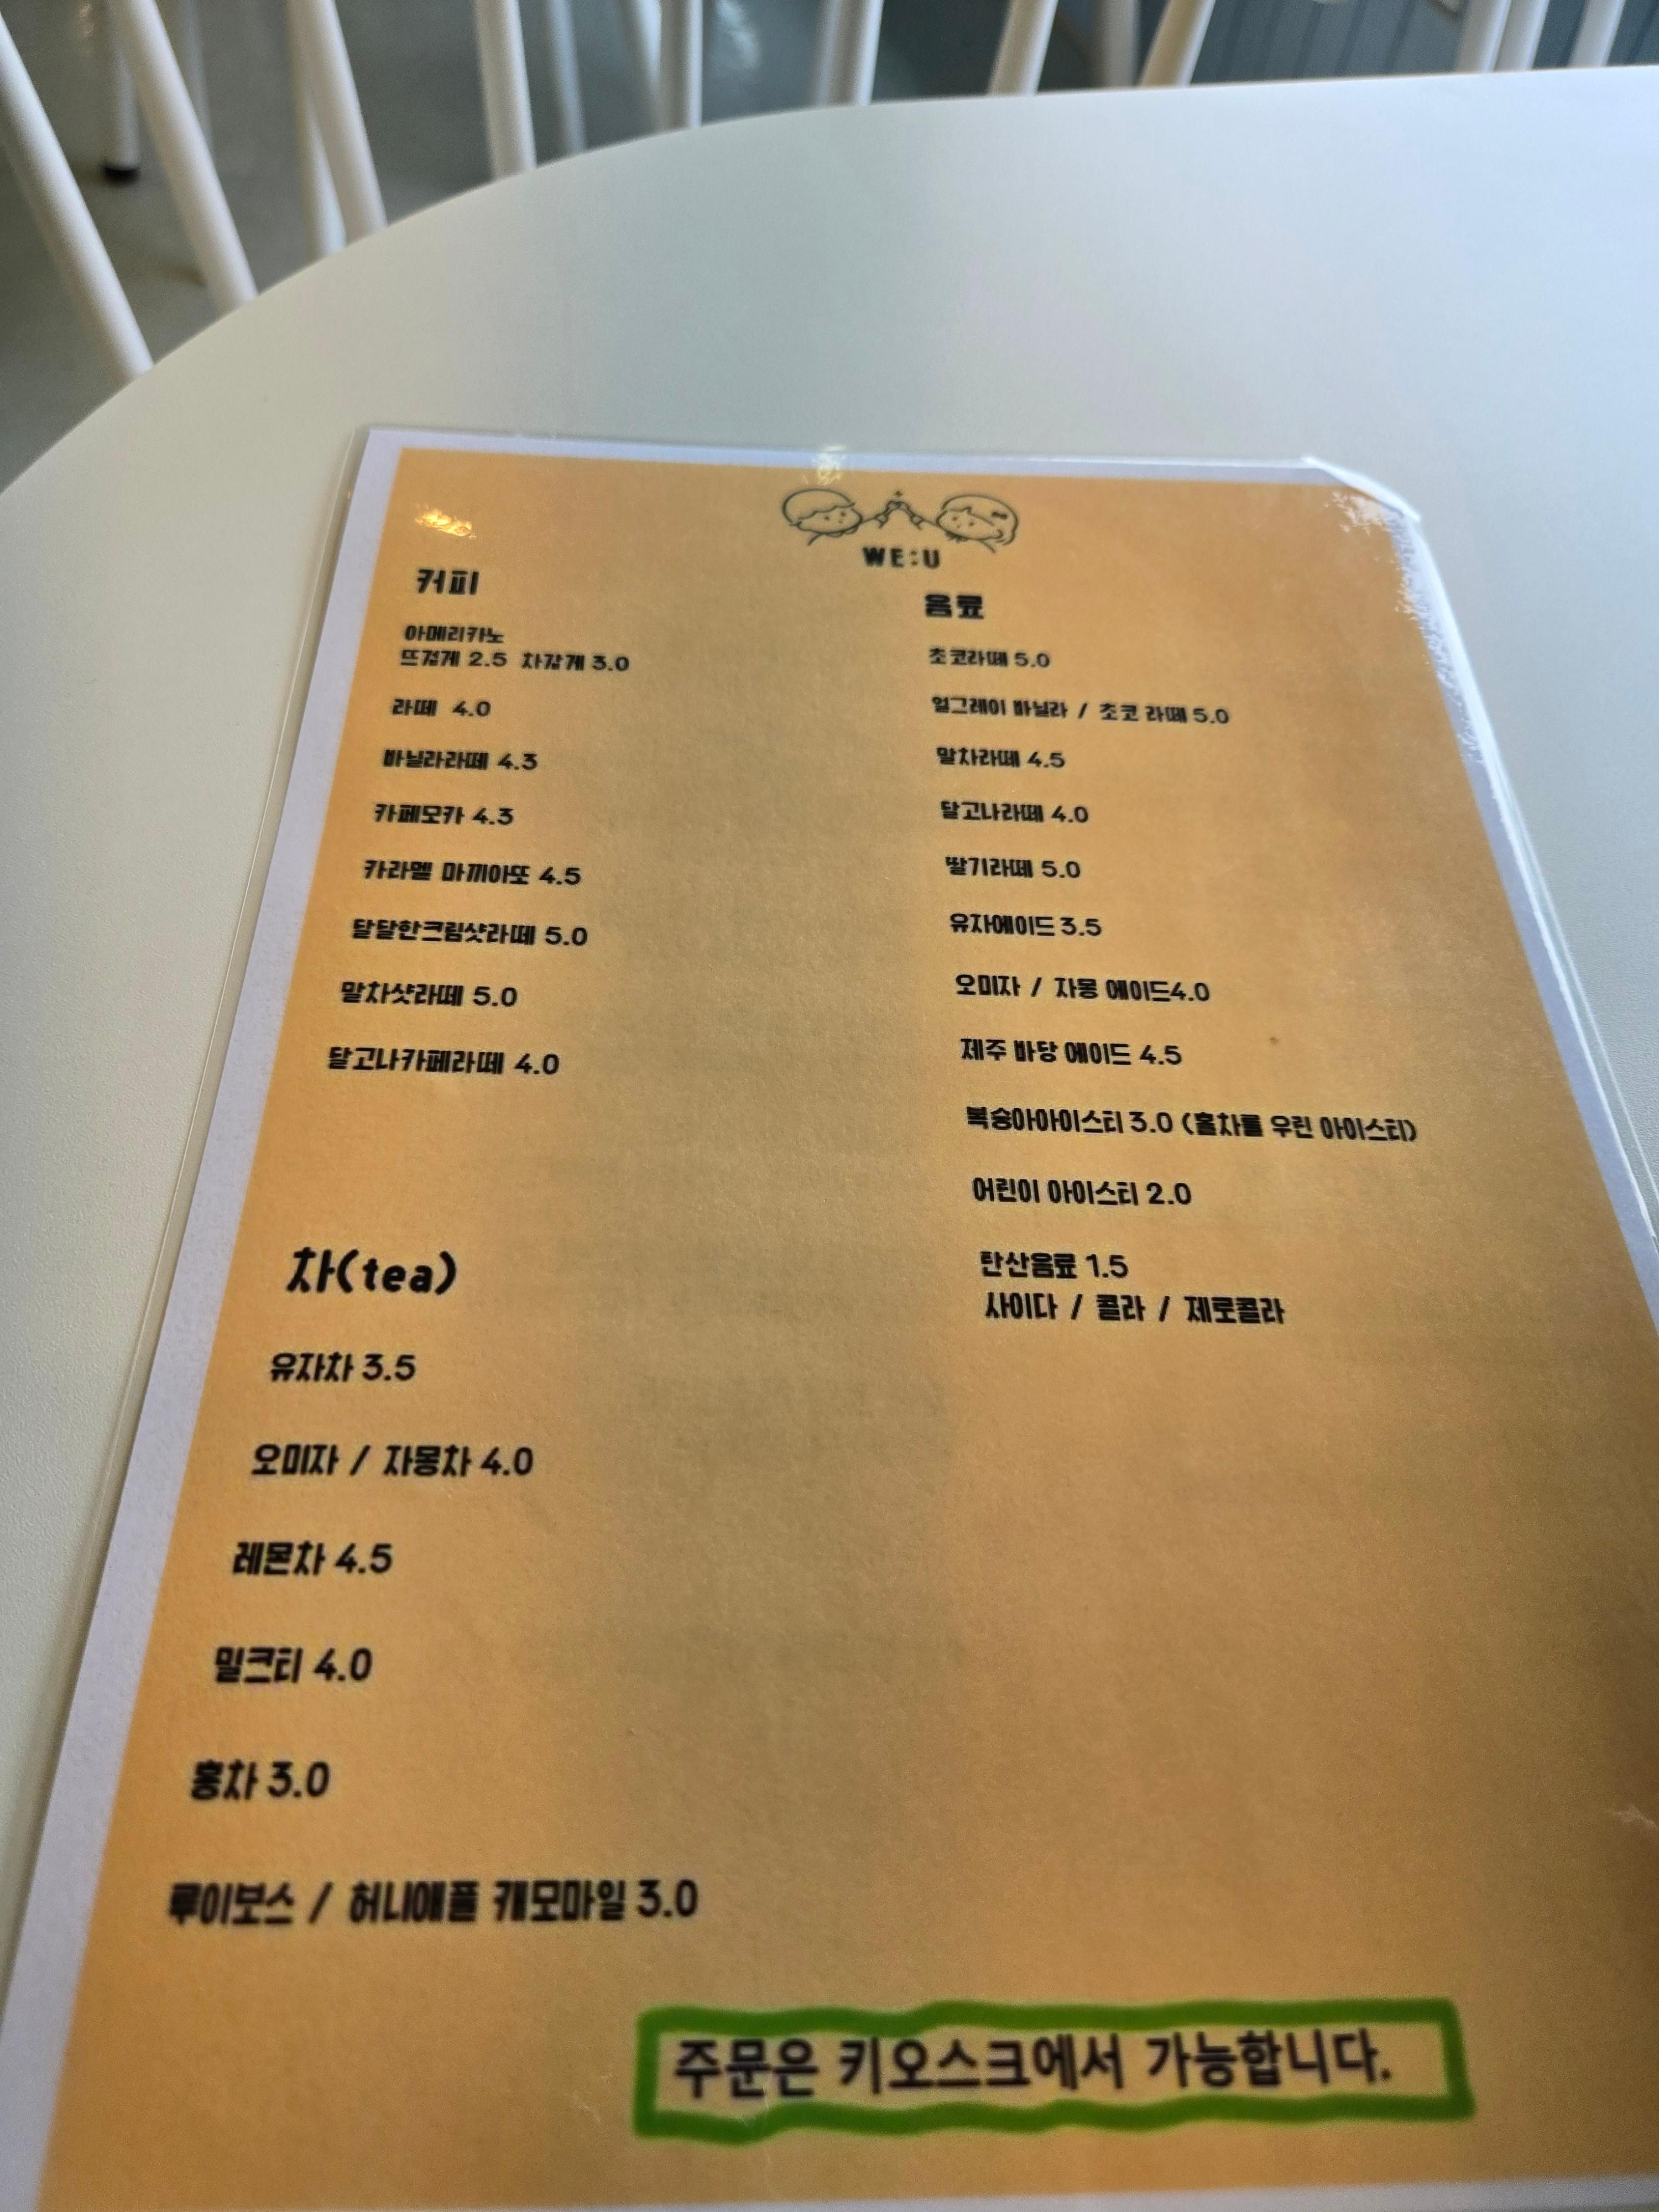 WE:U
커피
아메리카노
뜨겁게 2.5 차갑게 3.0
라떼 4.0
바닐라라떼 4.3
카페모카 4.3
카라멜 마끼아또 4.5
달달한크림샷라떼 5.0
말차샷라떼 5.0
달고나카페라떼 4.0
차(tea)
유자차 3.5
오미자 / 자몽차 4.0
레몬차 4.5
밀크티 4.0
홍차 3.0
루이보스 / 허니애플 캐모마일 3.0
음료
초코라떼 5.0
얼그레이 바닐라 / 초코 라떼 5.0
말차라떼 4.5
달고나라떼 4.0
딸기라떼 5.0
유자에이드 3.5
오미자 / 자몽 에이드4.0
제주 바당 에이드 4.5
복숭아아이스티 3.0 (홀차를 우린 아이스티)
어린이 아이스티 2.0
탄산음료 1.5
사이다 / 콜라 / 제로콜라
주문은 키오스크에서 가능합니다.